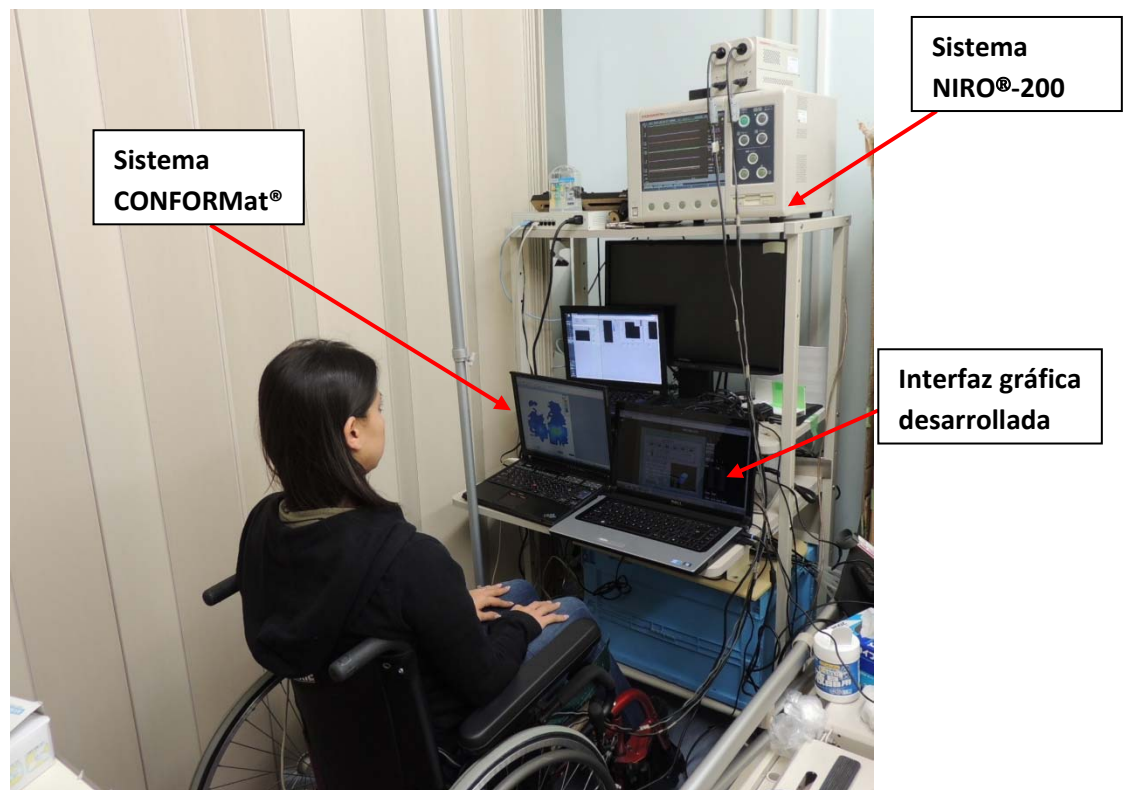 Sistema
NIRO®-200
Sistema
CONFORMat®
Interfaz gráfica
desarrollada